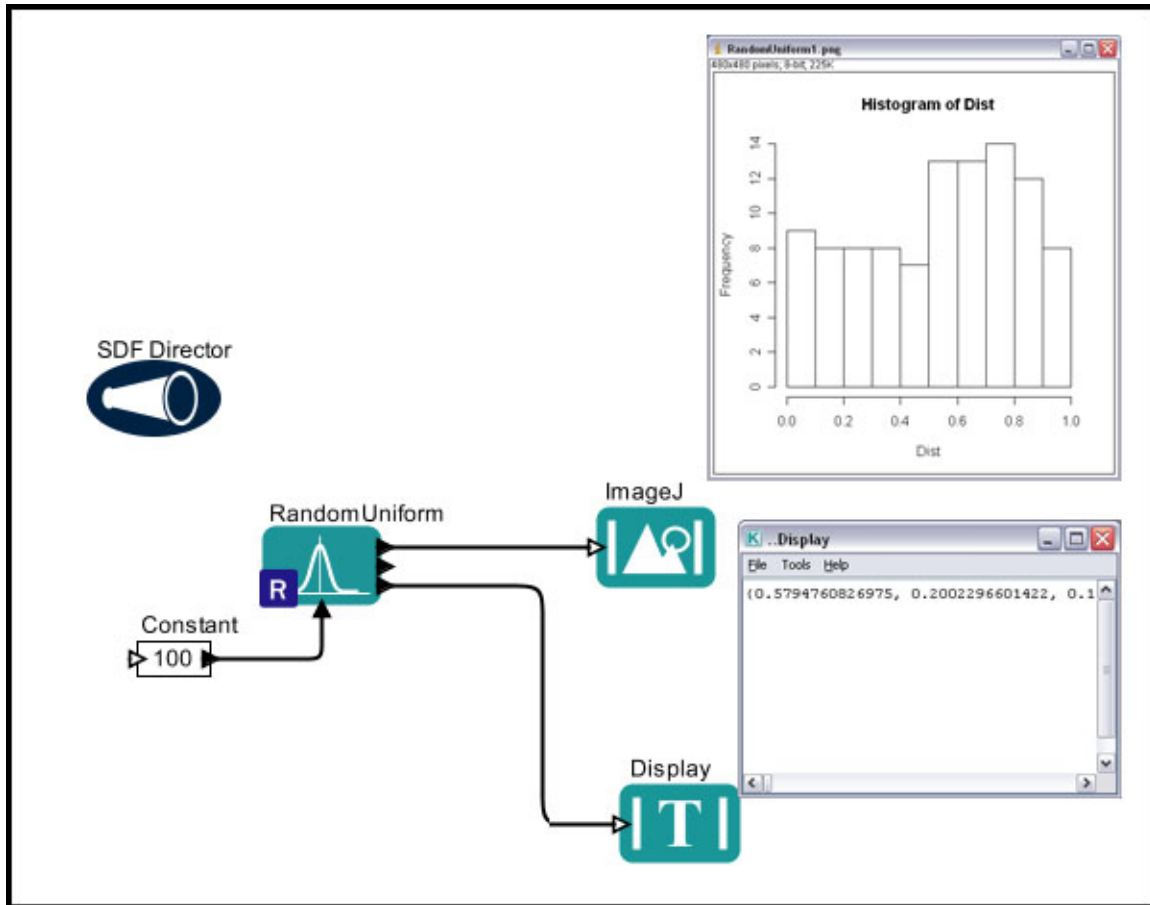 RandomUniform1.png
480x480 pixels; 8-bit; 225K
Histogram of Dist
14
12
10
8
6
4
2
0
Frequency
0.0 0.2 0.4 0.6 0.8 1.0
Dist
SDF Director
ImageJ
RandomUniform
R
Constant
100
K ..Display
File Tools Help
{0.5794760826975, 0.2002296601422, 0.1
Display
T